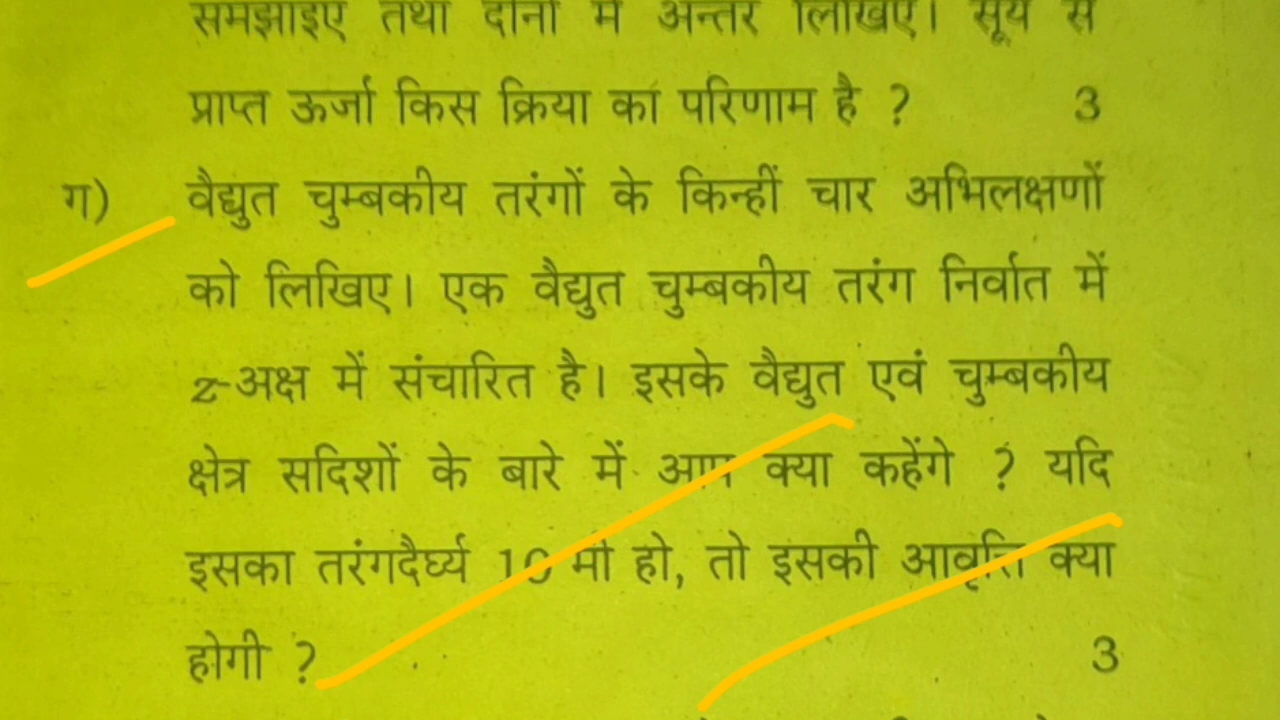 समझाइए तथा दोनों में अन्तर लिखिए। सूर्य से
प्राप्त ऊर्जा किस क्रिया का परिणाम है ? 3
ग) वैद्युत चुम्बकीय तरंगों के किन्हीं चार अभिलक्षणों
को लिखिए। एक वैद्युत चुम्बकीय तरंग निर्वात में
z-अक्ष में संचारित है। इसके वैद्युत एवं चुम्बकीय
क्षेत्र सदिशों के बारे में आप क्या कहेंगे ? यदि
इसका तरंगदैर्घ्य 10 मी हो, तो इसकी आवृत्ति क्या
होगी ? 3